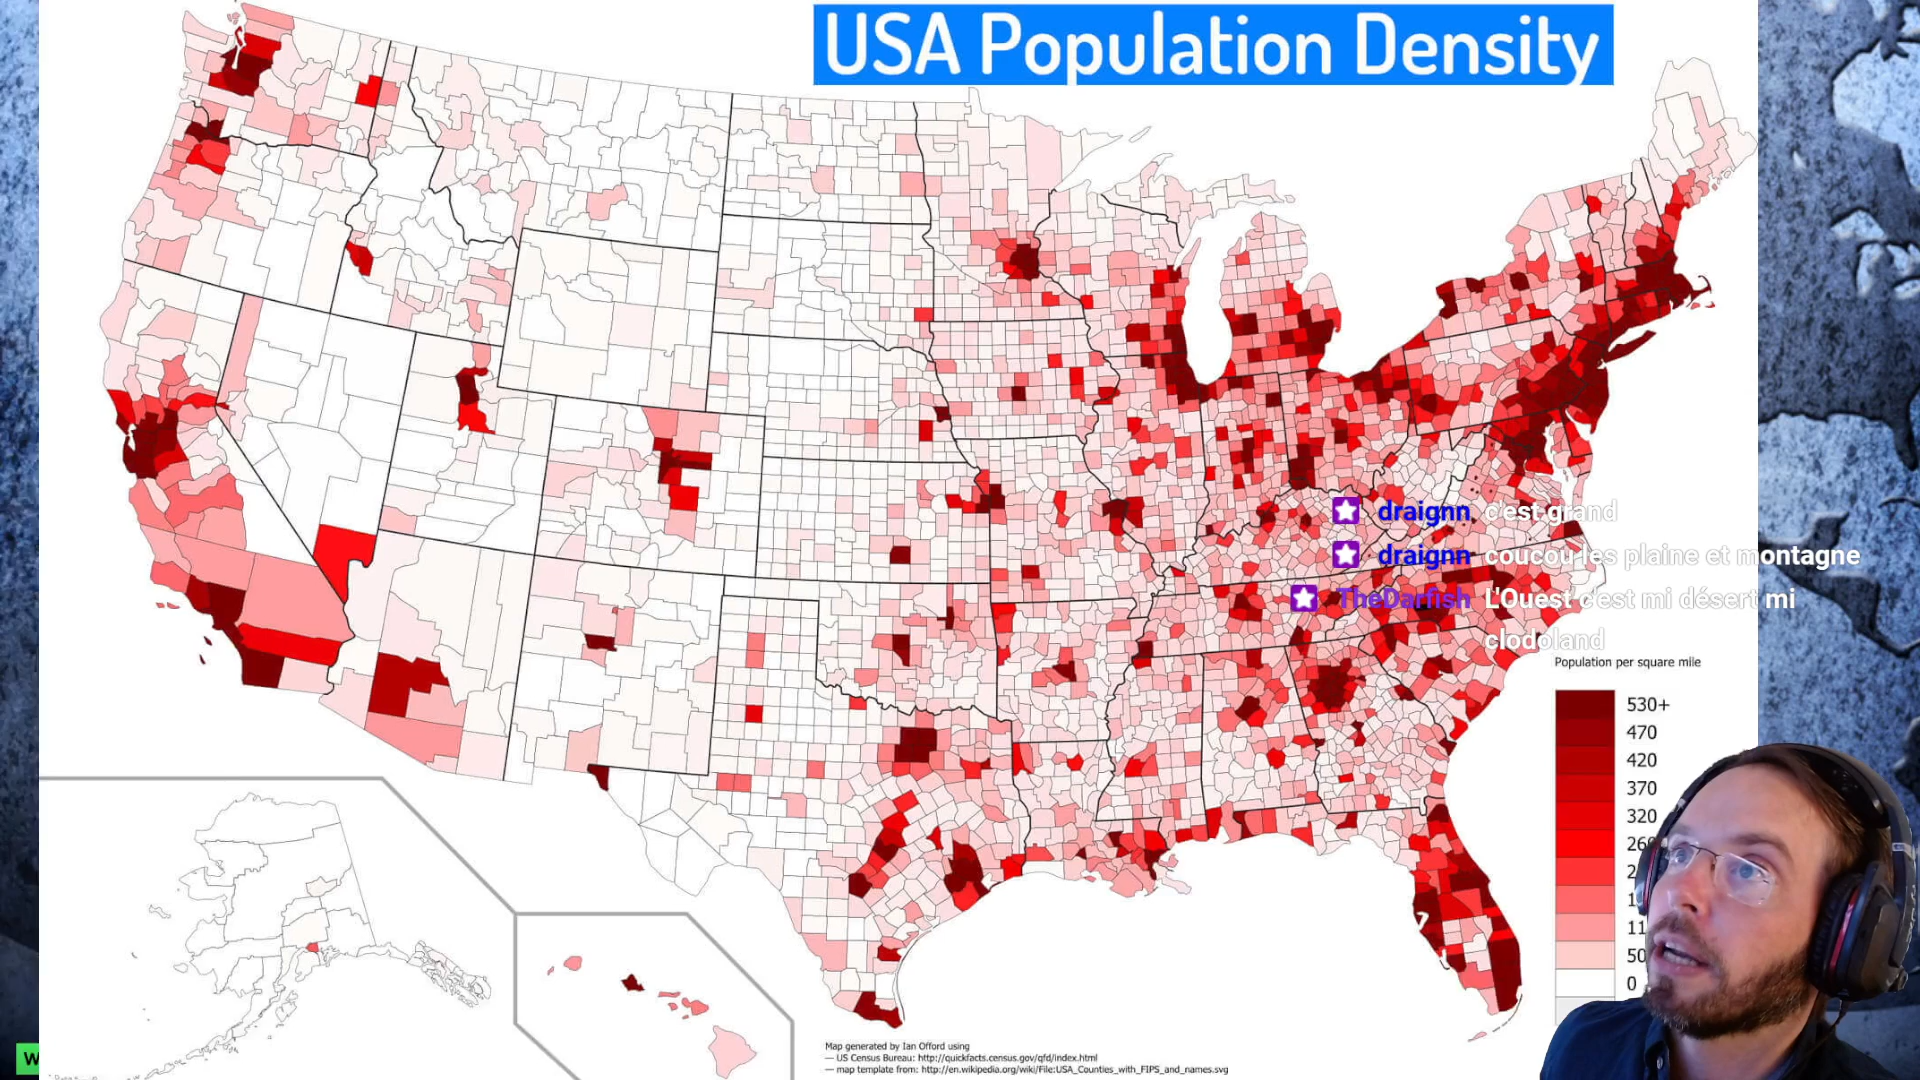 USA Population Density
draignn c'est grand
draignn coucou les plaine et montagne
TheDarfish L'Ouest c'est mi désert mi
clodoland
Population per square mile
530+
470
420
370
320
50
0
Map generated by Ian Offord using
— US Census Bureau: http://quickfacts.census.gov/qfd/index.html
— map template from: http://en.wikipedia.org/wiki/File:USA_Counties_with_FIPS_and_names.svg
W